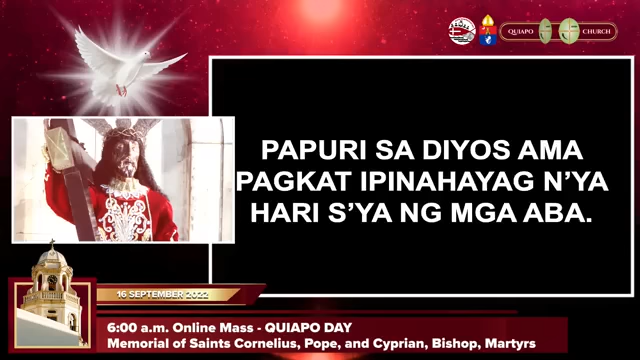 QUIAPO CHURCH
PAPURI SA DIYOS AMA
PAGKAT IPINAHAYAG N'YA
HARI S'YA NG MGA ABA.
16 SEPTEMBER 2022
6:00 a.m. Online Mass - QUIAPO DAY
Memorial of Saints Cornelius, Pope, and Cyprian, Bishop, Martyrs